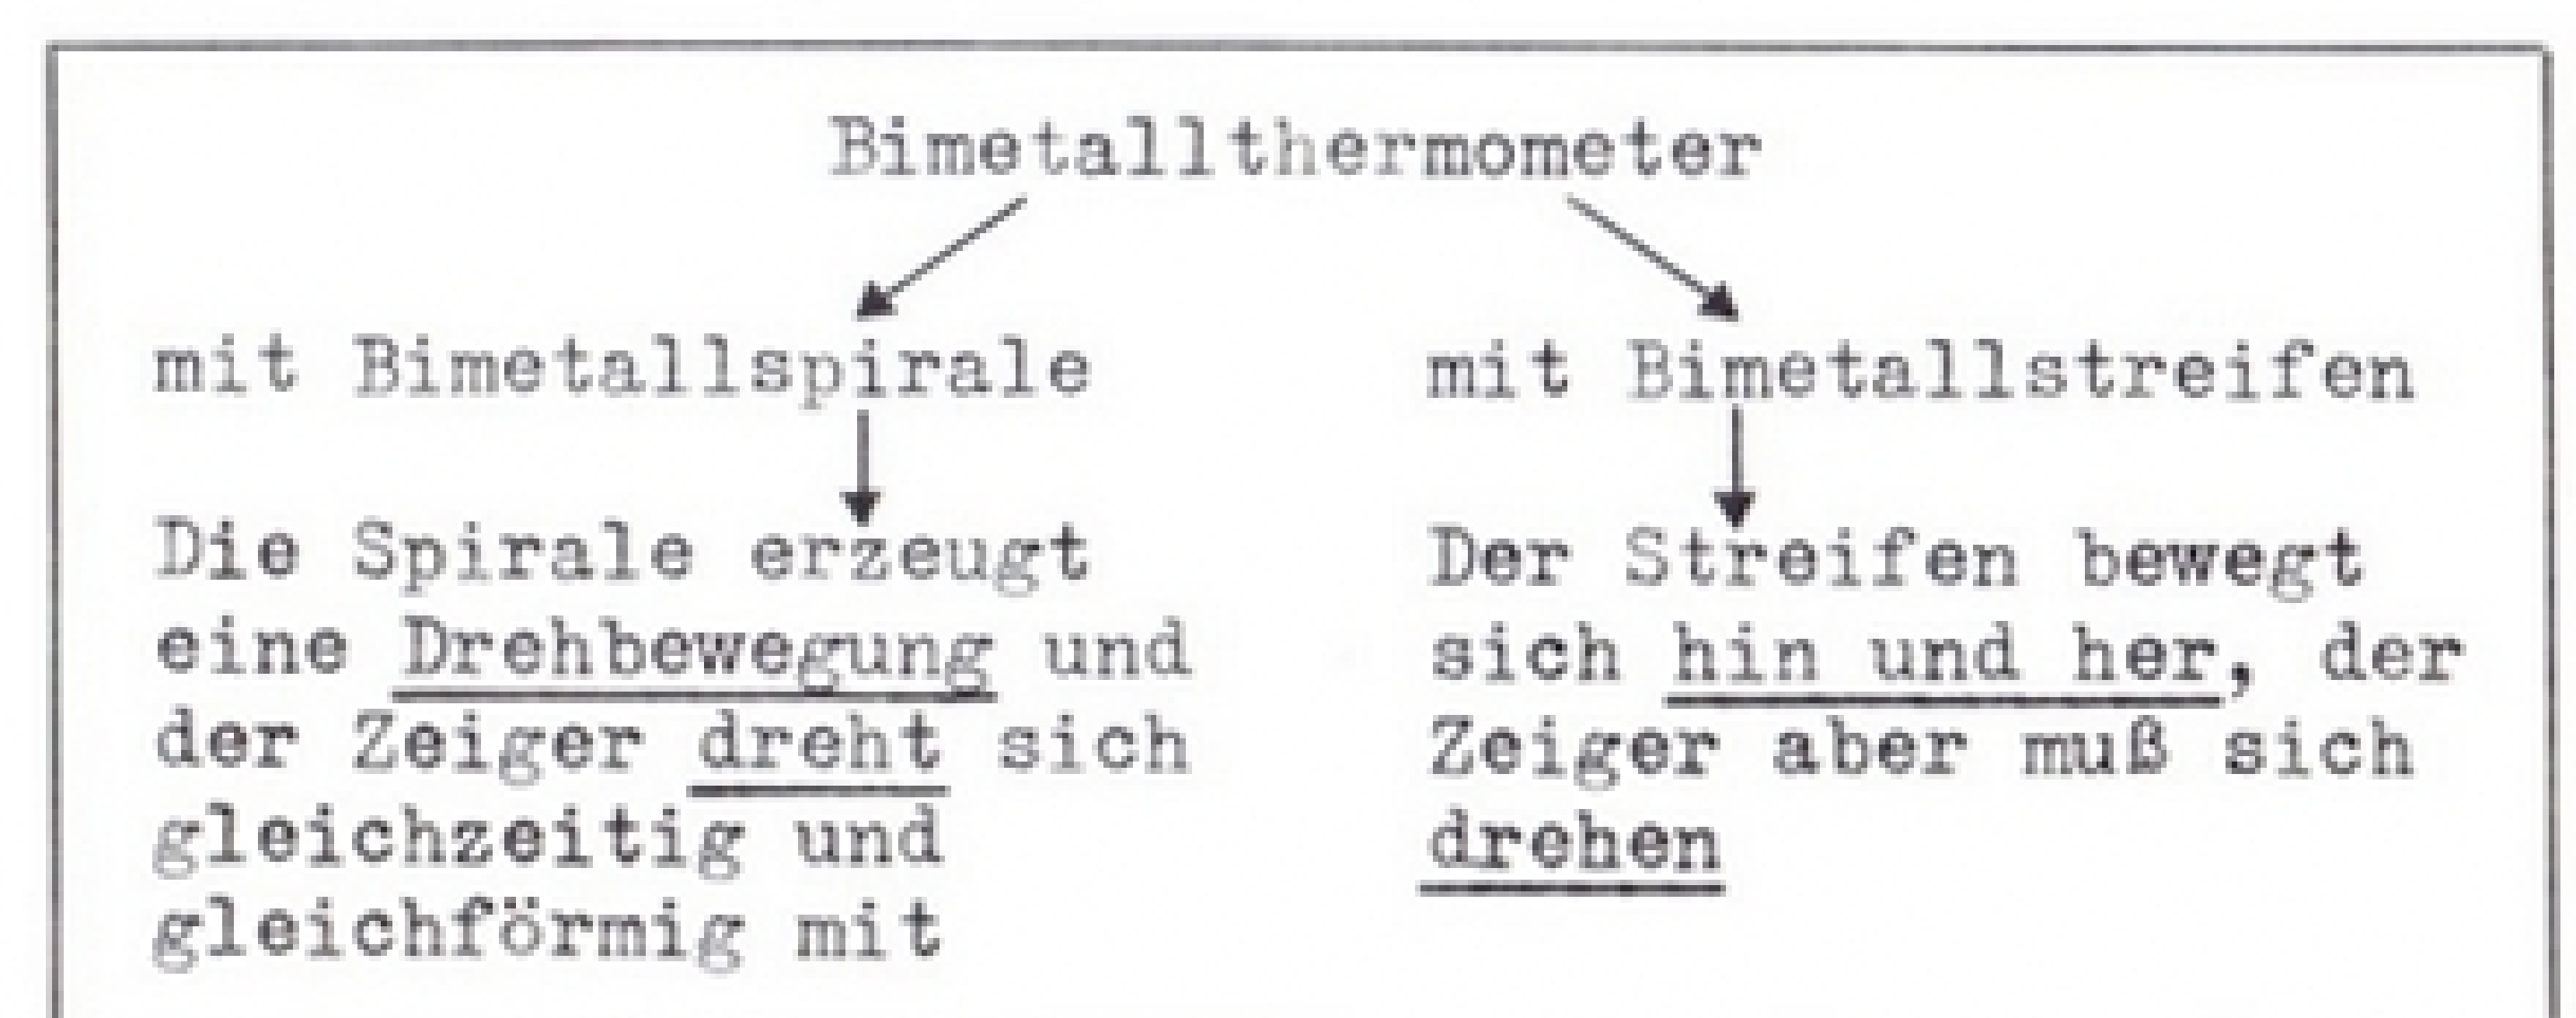 Bimetallthermometer
mit Bimetallspirale
Die Spirale erzeugt
eine Drehbewegung und
der Zeiger dreht sich
gleichzeitig und
gleichförmig mit
mit Bimetallstreifen
Der Streifen bewegt
sich hin und her, der
Zeiger aber muß sich
drehen